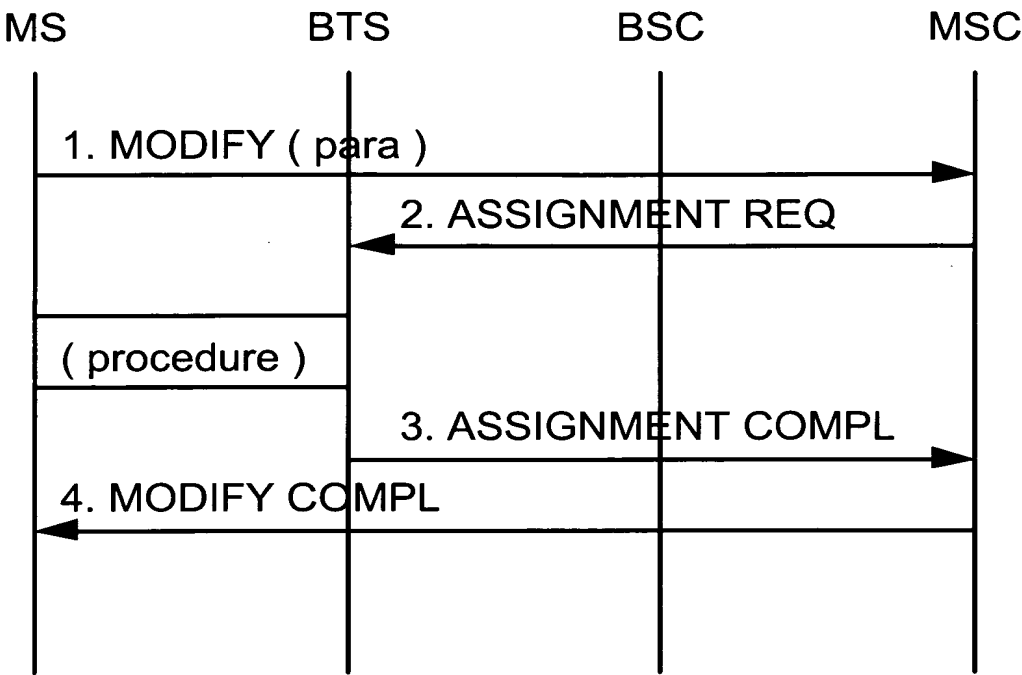 MS BTS BSC MSC
1. MODIFY ( para )
2. ASSIGNMENT REQ
( procedure )
3. ASSIGNMENT COMPL
4. MODIFY COMPL